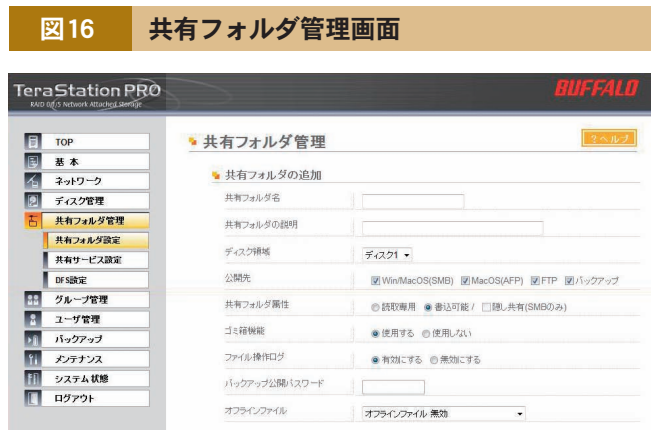 図16 共有フォルダ管理画面
TeraStation PRO
RAID 0/1/5 Network Attached Storage
BUFFALO
TOP
基本
ネットワーク
ディスク管理
共有フォルダ管理
共有フォルダ設定
共有サービス設定
DFS設定
グループ管理
ユーザ管理
バックアップ
メンテナンス
システム状態
ログアウト
共有フォルダ管理
?ヘルプ
共有フォルダの追加
共有フォルダ名
共有フォルダの説明
ディスク領域 ディスク1
公開先 Win/MacOS(SMB) MacOS(AFP) FTP バックアップ
共有フォルダ属性 読取専用 書込可能 / 隠し共有(SMBのみ)
ゴミ箱機能 使用する 使用しない
ファイル操作ログ 有効にする 無効にする
バックアップ公開パスワード
オフラインファイル オフラインファイル 無効